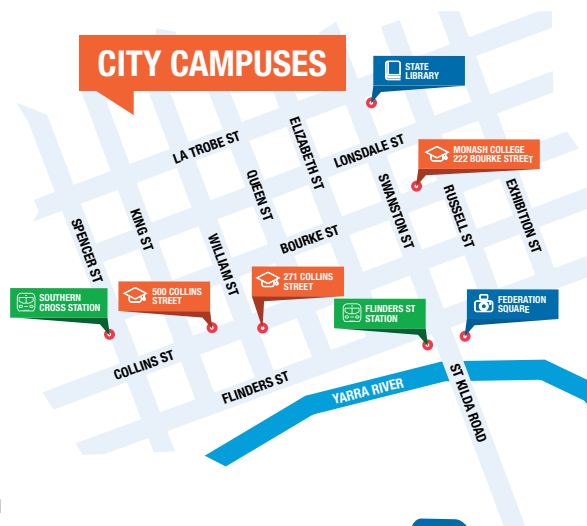 CITY CAMPUSES
STATE
LIBRARY
LA TROBE ST
ELIZABETH ST
LONSDALE ST
MONASH COLLEGE
222 BOURKE STREET
QUEEN ST
SWANSTON ST
RUSSELL ST
EXHIBITION ST
SPENCER ST
KING ST
WILLIAM ST
BOURKE ST
SOUTHERN
CROSS STATION
500 COLLINS
STREET
271 COLLINS
STREET
FLINDERS ST
STATION
FEDERATION
SQUARE
COLLINS ST
FLINDERS ST
YARRA RIVER
ST KILDA ROAD